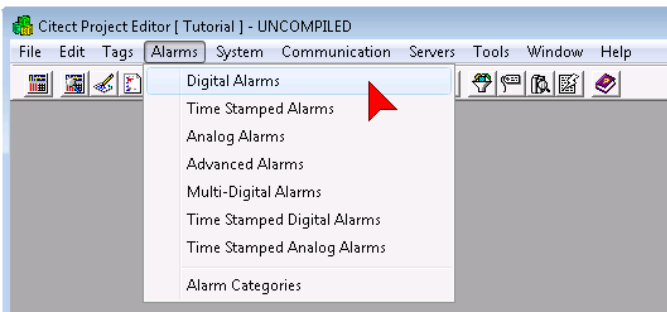 Citect Project Editor [ Tutorial ] - UNCOMPILED
File Edit Tags Alarms System Communication Servers Tools Window Help
Digital Alarms
Time Stamped Alarms
Analog Alarms
Advanced Alarms
Multi-Digital Alarms
Time Stamped Digital Alarms
Time Stamped Analog Alarms
Alarm Categories